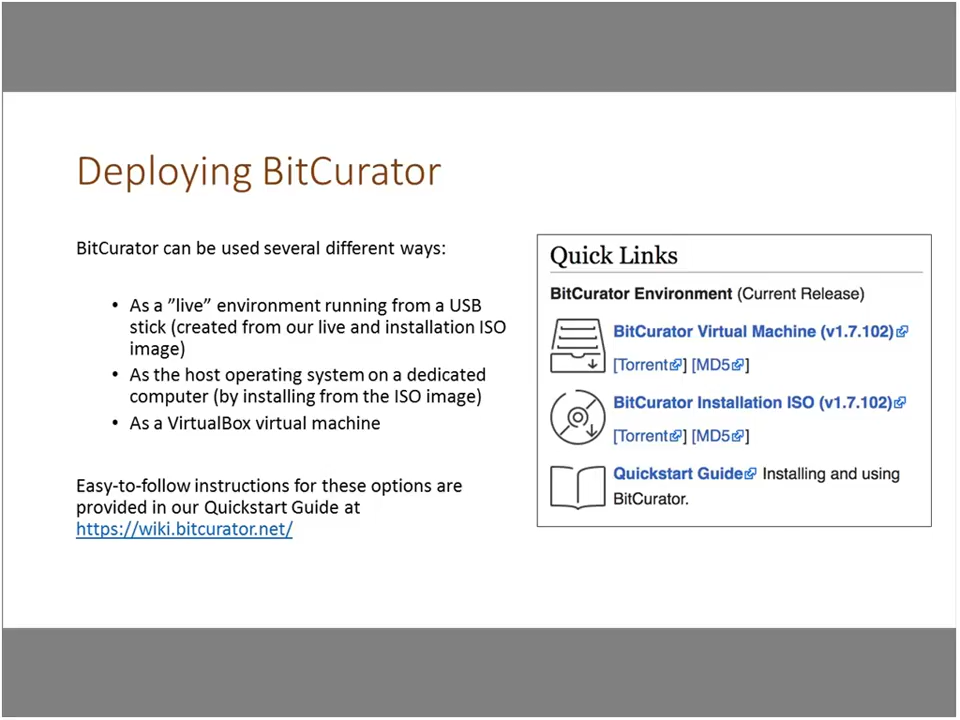 Deploying BitCurator
BitCurator can be used several different ways:
• As a ”live” environment running from a USB
stick (created from our live and installation ISO
image)
• As the host operating system on a dedicated
computer (by installing from the ISO image)
• As a VirtualBox virtual machine
Easy-to-follow instructions for these options are
provided in our Quickstart Guide at
https://wiki.bitcurator.net/
Quick Links
BitCurator Environment (Current Release)
BitCurator Virtual Machine (v1.7.102)
[Torrent] [MD5]
BitCurator Installation ISO (v1.7.102)
[Torrent] [MD5]
Quickstart Guide Installing and using
BitCurator.